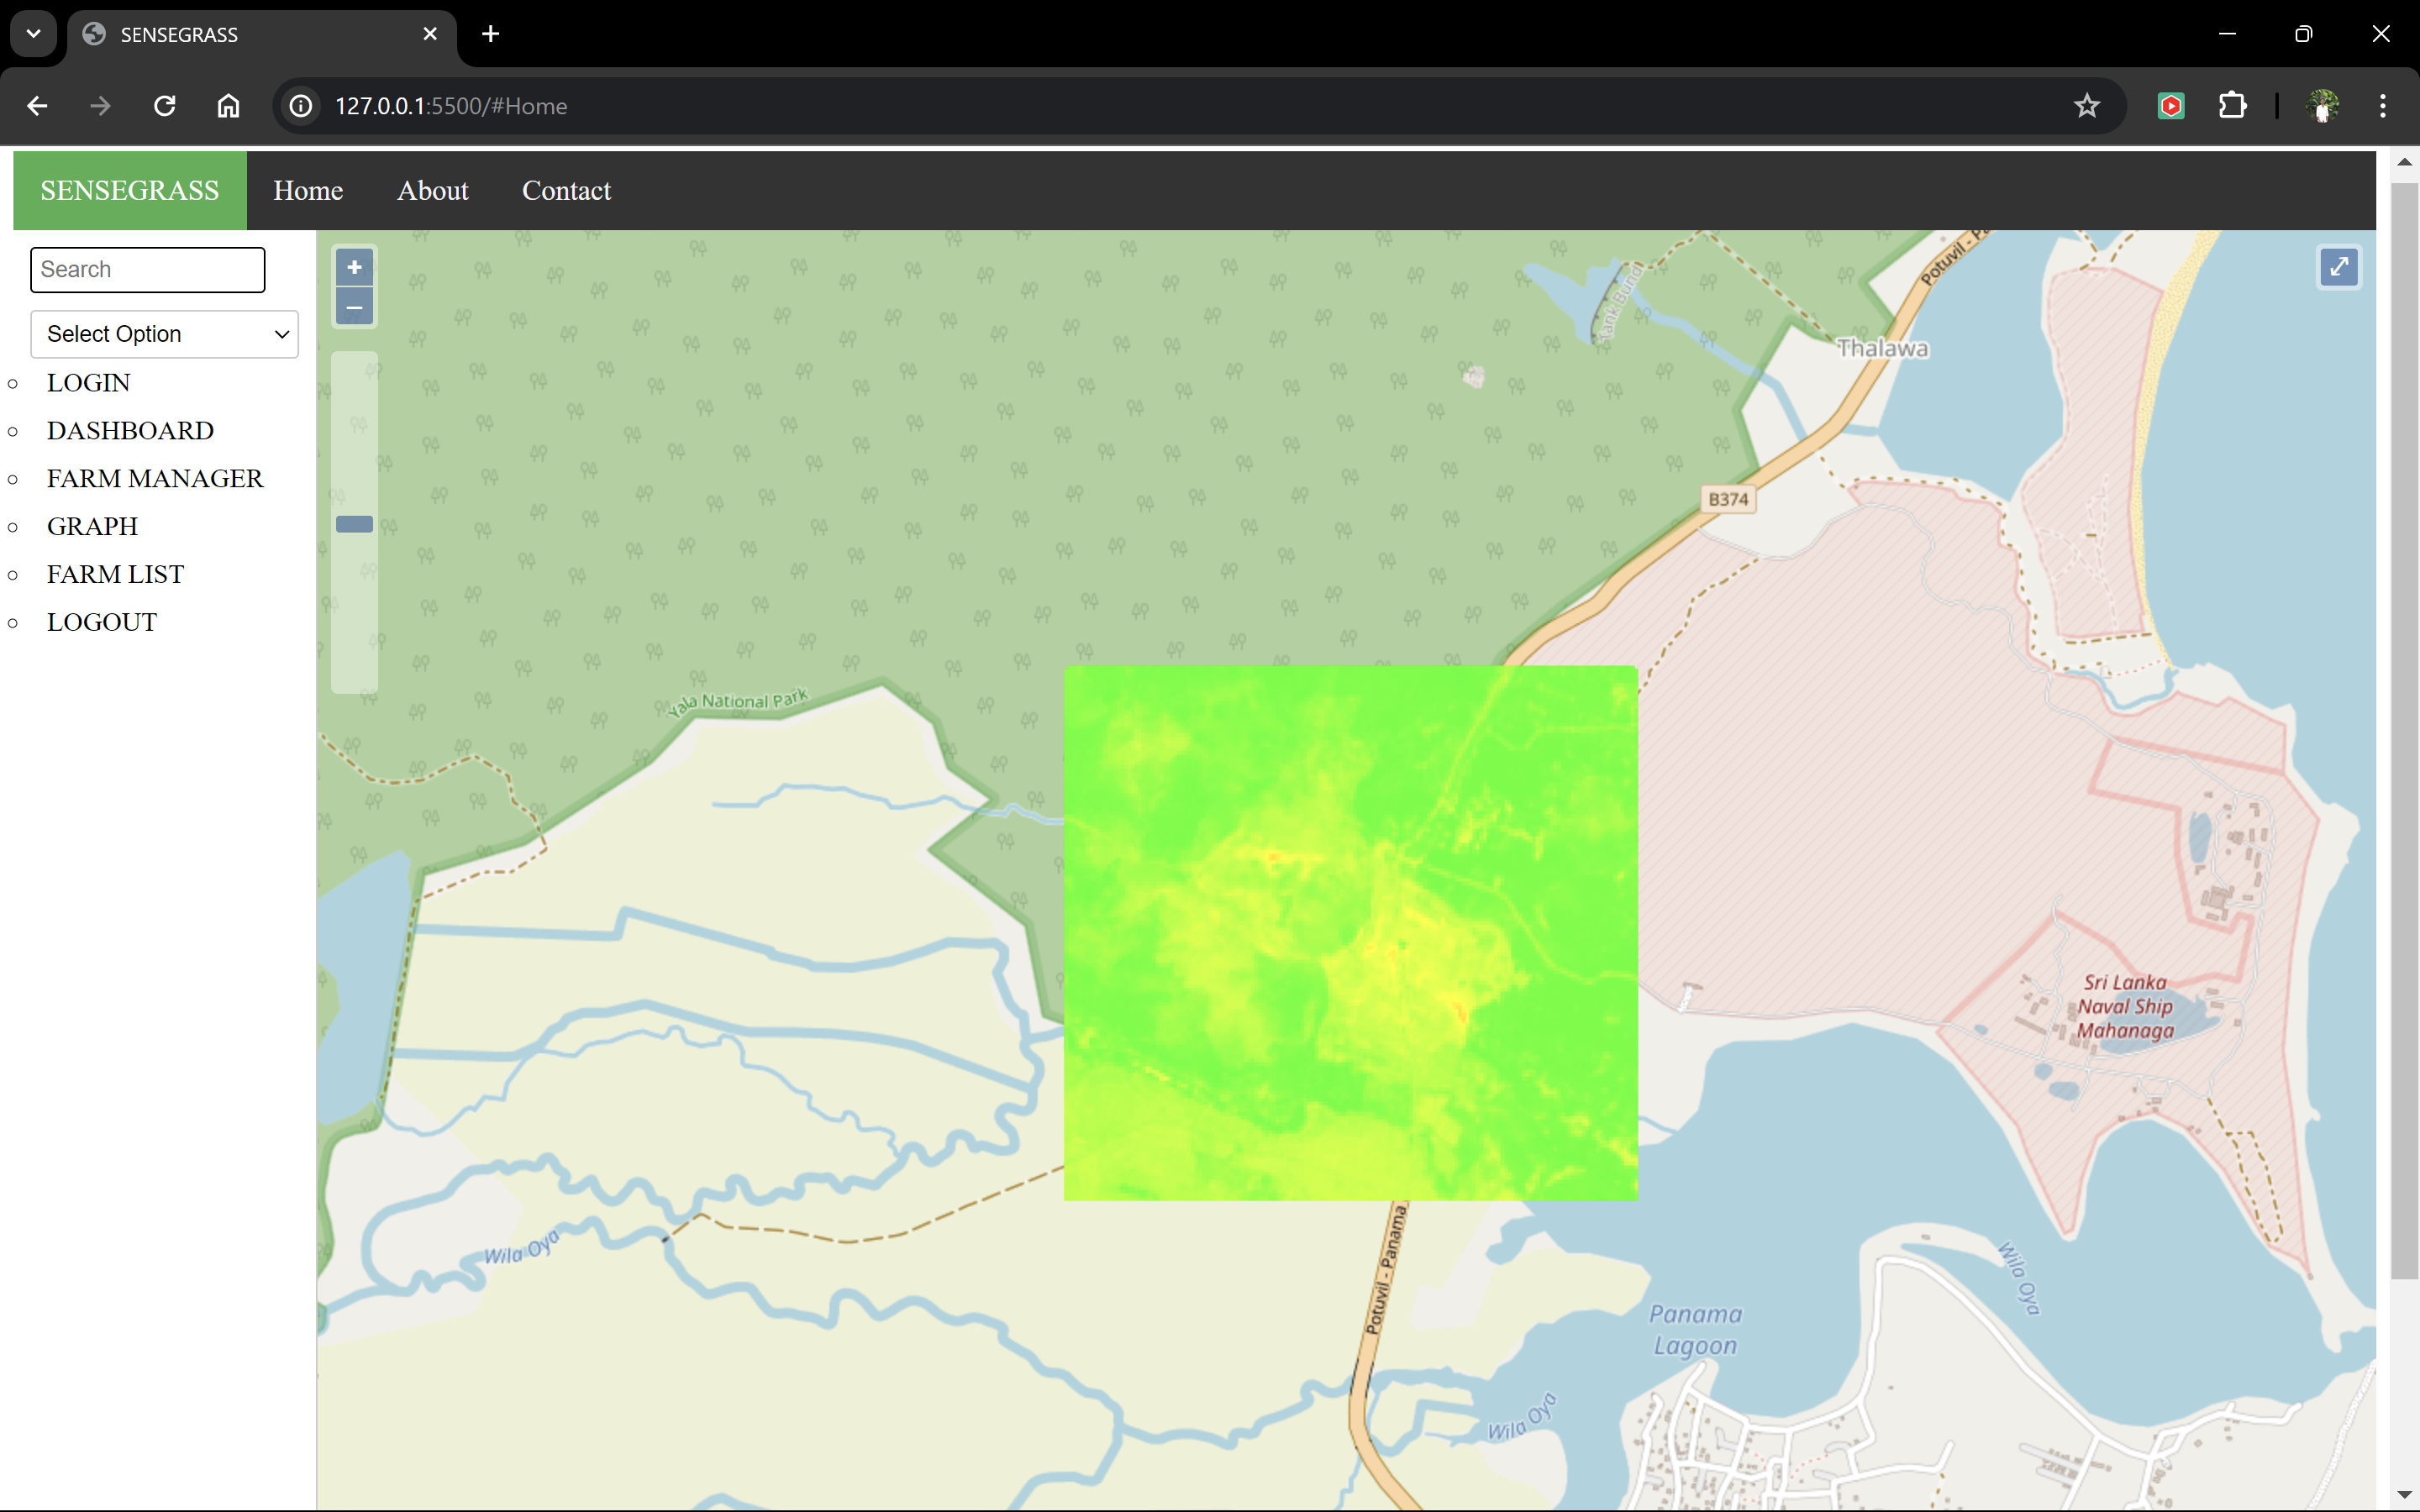 SENSEGRASS
127.0.0.1:5500/#Home
SENSEGRASS Home About Contact
Search
Select Option
LOGIN
DASHBOARD
FARM MANAGER
GRAPH
FARM LIST
LOGOUT
+
−
Potuvil - Pa
Tank Bund
Thalawa
B374
Yala National Park
Sri Lanka
Naval Ship
Mahanaga
Wila Oya
Potuvil - Panama
Wila Oya
Panama
Lagoon
Wila Oya